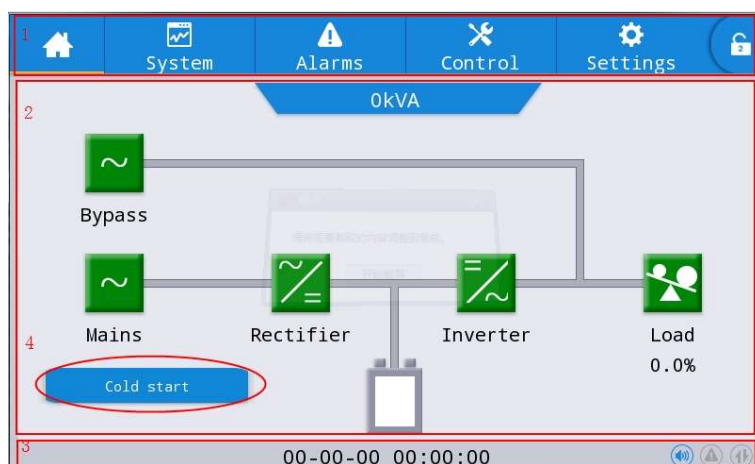 1
System
Alarms
Control
Settings
2
2
0kVA
Bypass
Mains
Rectifier
Inverter
Load
0.0%
4
Cold start
3
00-00-00 00:00:00